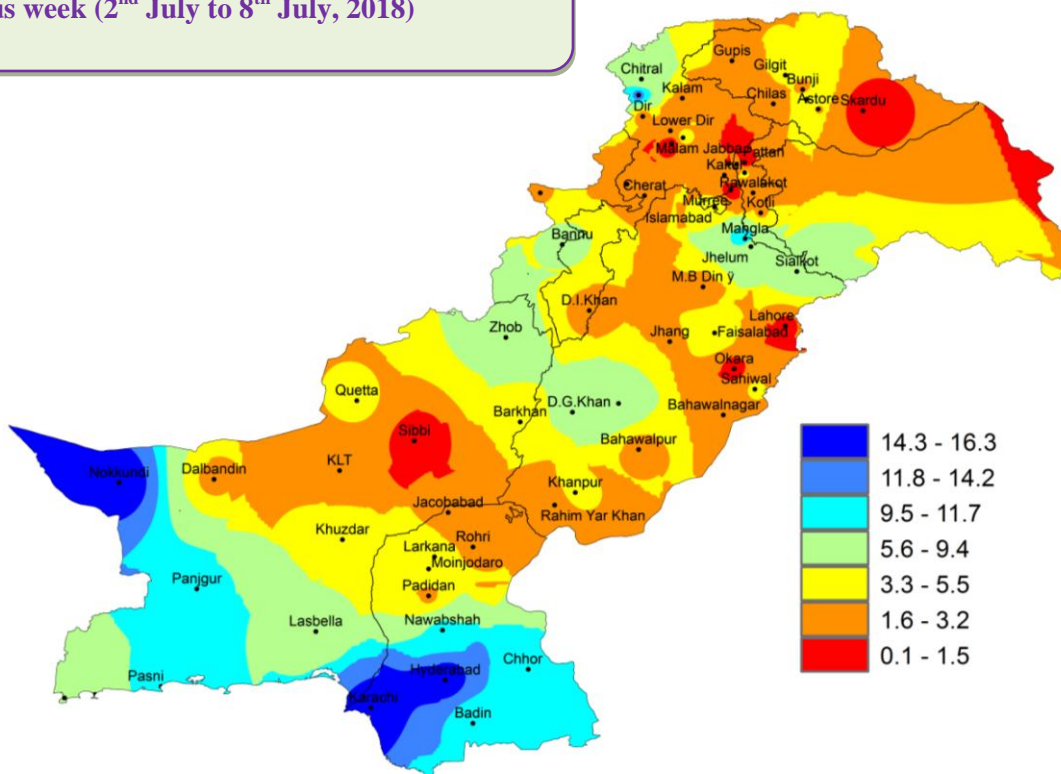 us week (2nd July to 8th July, 2018)
Gupis
Gilgit
Chitral
Bunji
Kalam
Chilas
Astore Skardu
Dir
Lower Dir
Malam Jabbar Pattan
Kakul
Cherat
Rawalakot
Murree
Kotli
Islamabad
Mangla
Bannu
Jhelum
Sialkot
M.B Din ÿ
D.I.Khan
Lahore
Zhob
Jhang
Faisalabad
Okara
Sahiwal
Quetta
D.G.Khan
Bahawalnagar
Barkhan
Sibbi
Bahawalpur
14.3 - 16.3
Nokkundi
Dalbandin
KLT
11.8 - 14.2
Khanpur
Jacobabad
9.5 - 11.7
Rahim Yar Khan
Khuzdar
Rohri
Larkana
5.6 - 9.4
Moinjodaro
Panjgur
Padidan
3.3 - 5.5
Lasbella
Nawabshah
1.6 - 3.2
Chhor
0.1 - 1.5
Pasni
Hyderabad
Karachi
Badin